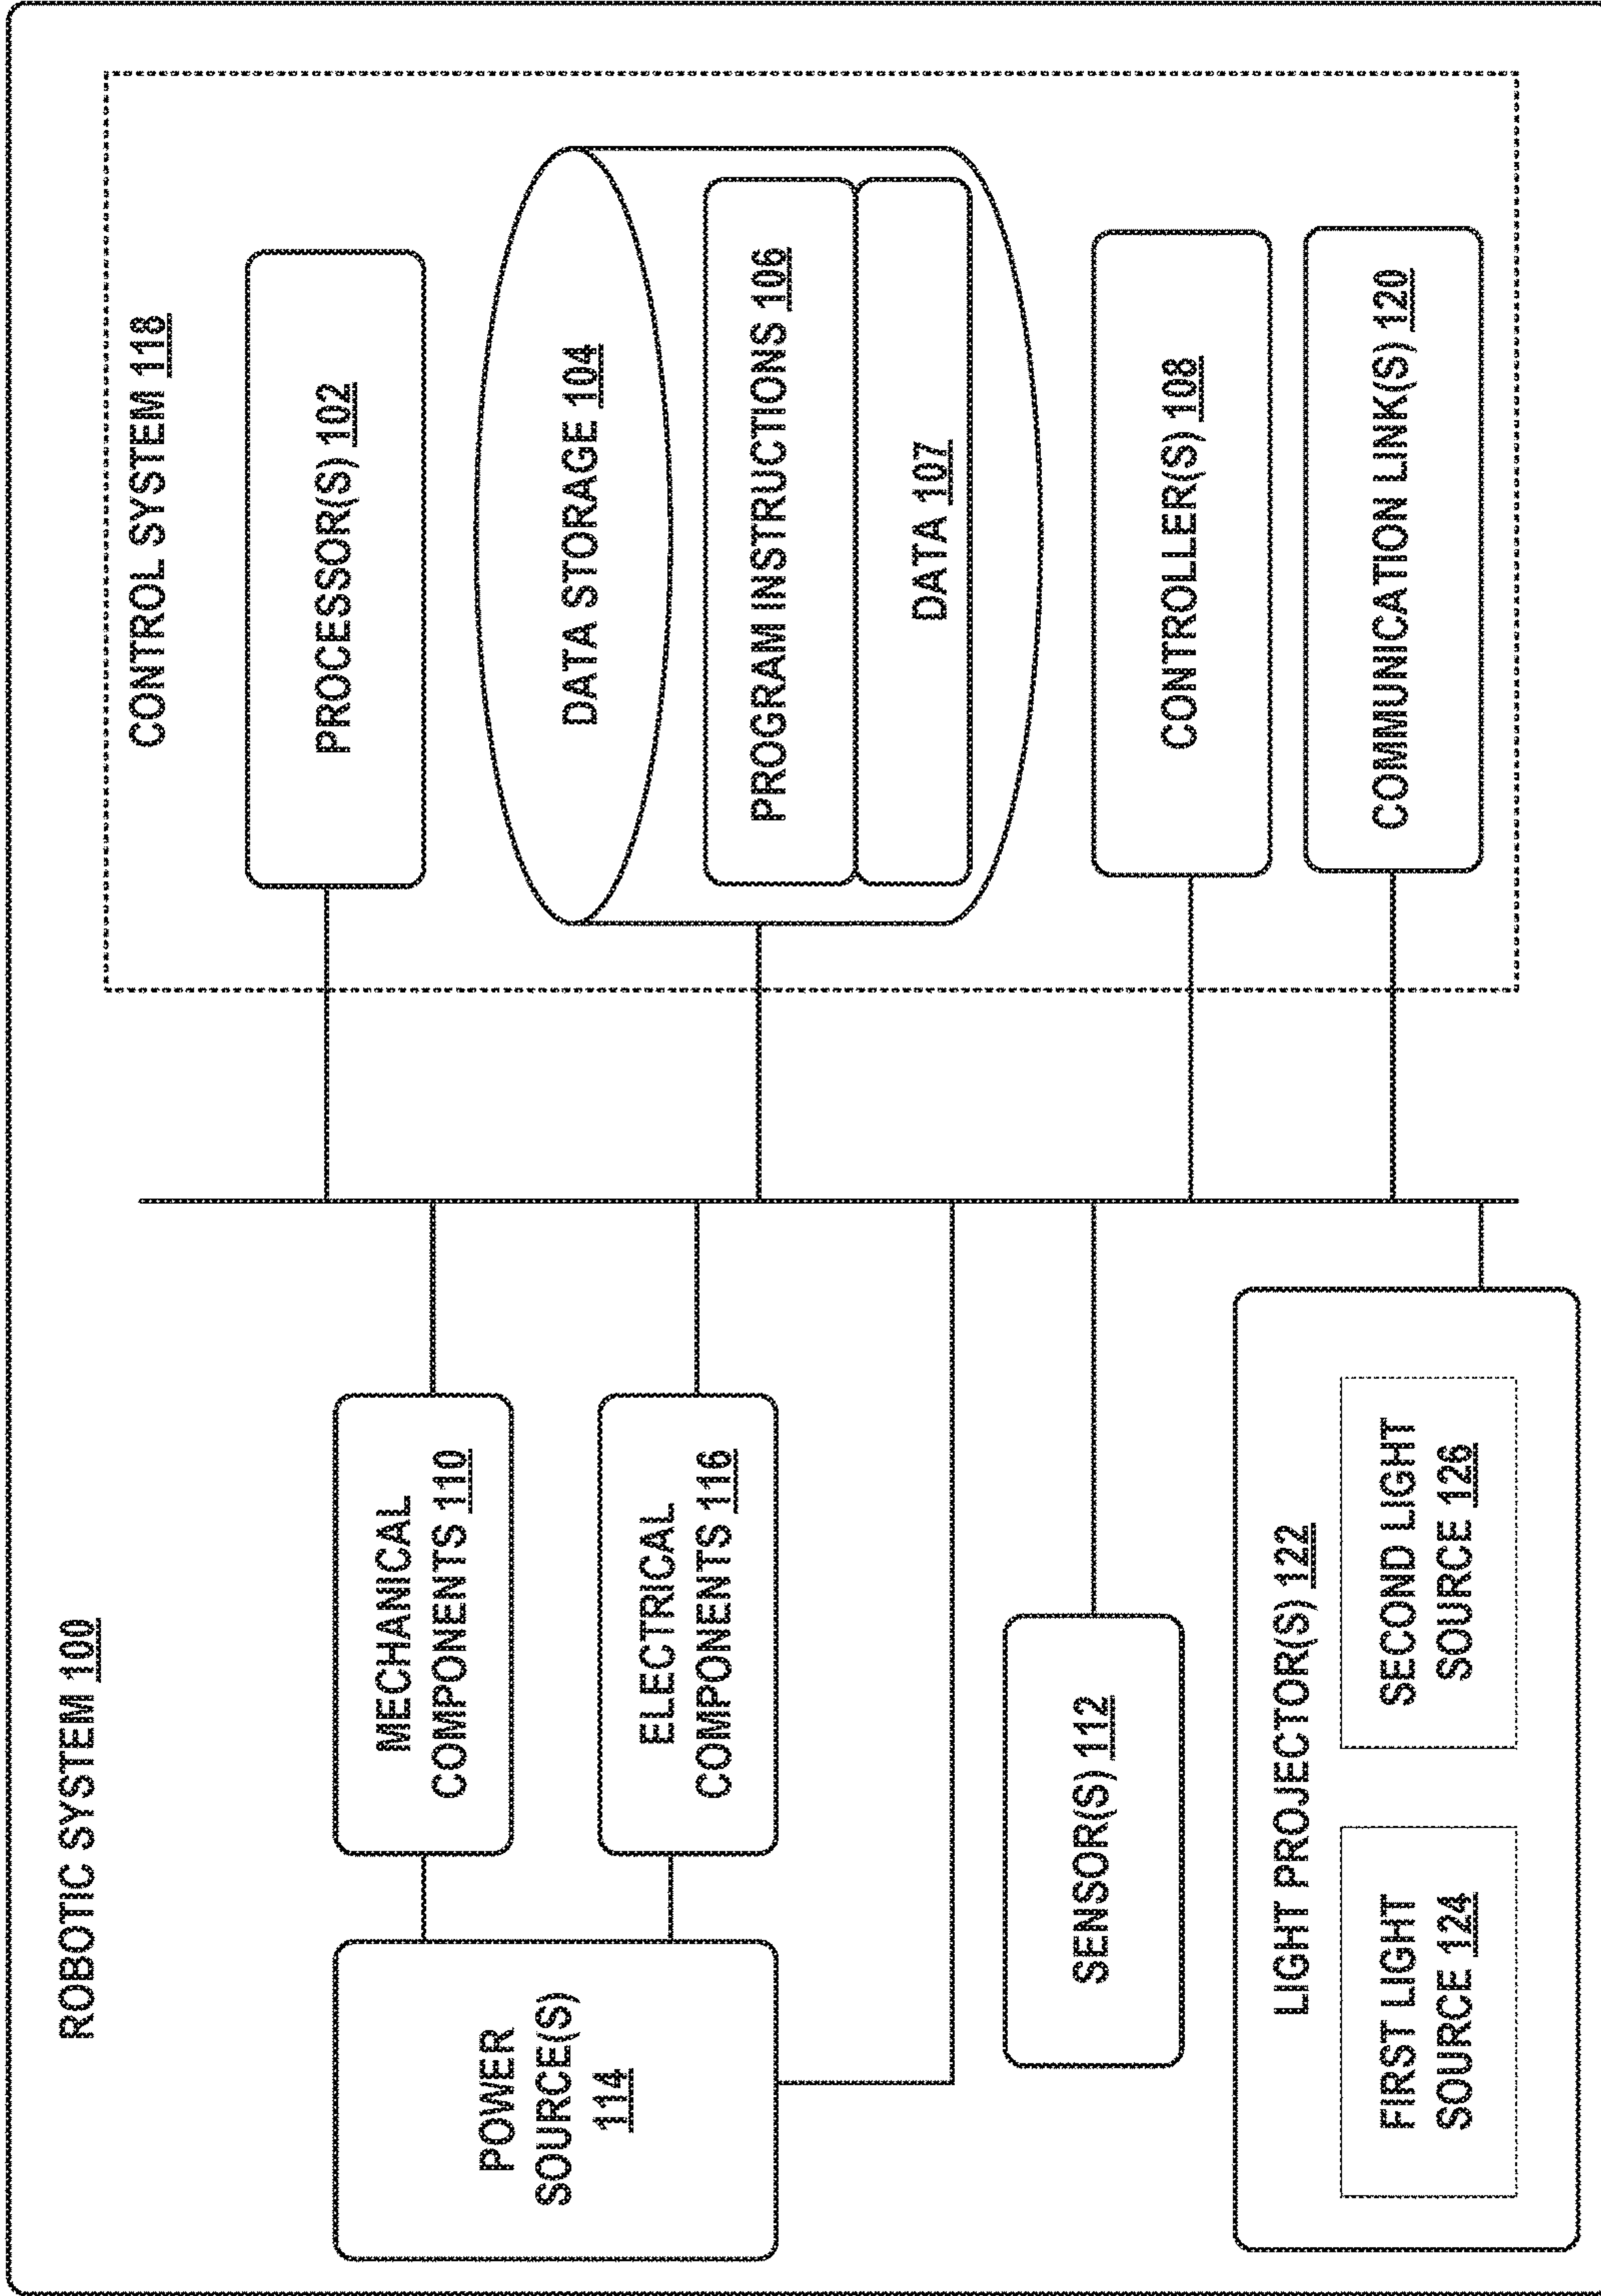 ROBOTIC SYSTEM 100
POWER
SOURCE(S)
114
MECHANICAL
COMPONENTS 110
ELECTRICAL
COMPONENTS 116
SENSOR(S) 112
LIGHT PROJECTOR(S) 122
FIRST LIGHT
SOURCE 124
SECOND LIGHT
SOURCE 126
CONTROL SYSTEM 118
PROCESSOR(S) 102
DATA STORAGE 104
PROGRAM INSTRUCTIONS 106
DATA 107
CONTROLLER(S) 108
COMMUNICATION LINK(S) 120